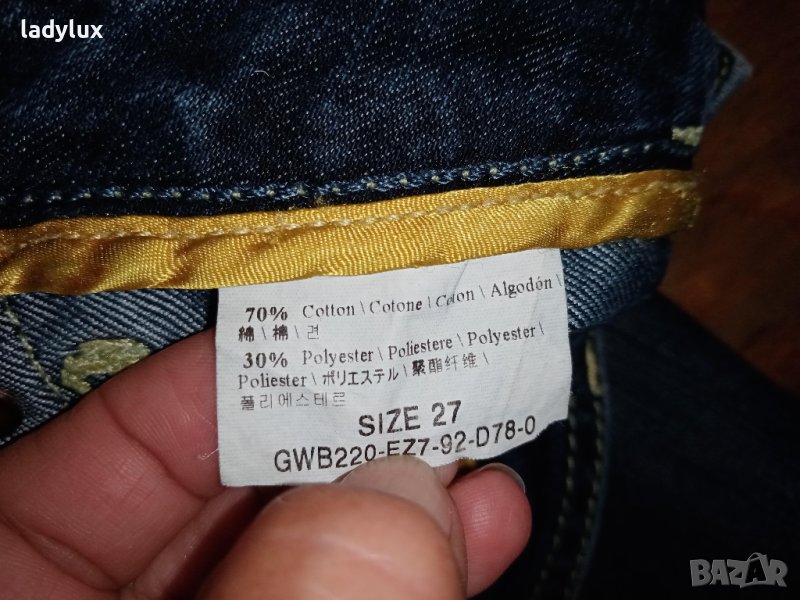 ladylux
70% Cotton \ Cotone \ Coton \ Algodón \
綿 \ 棉 \ 면
30% Polyester \ Poliestere \ Polyester \
Poliester \ ポリエステル \ 聚酯纤维 \
폴리에스테르
SIZE 27
GWB220-EZ7-92-D78-0
BAZAR